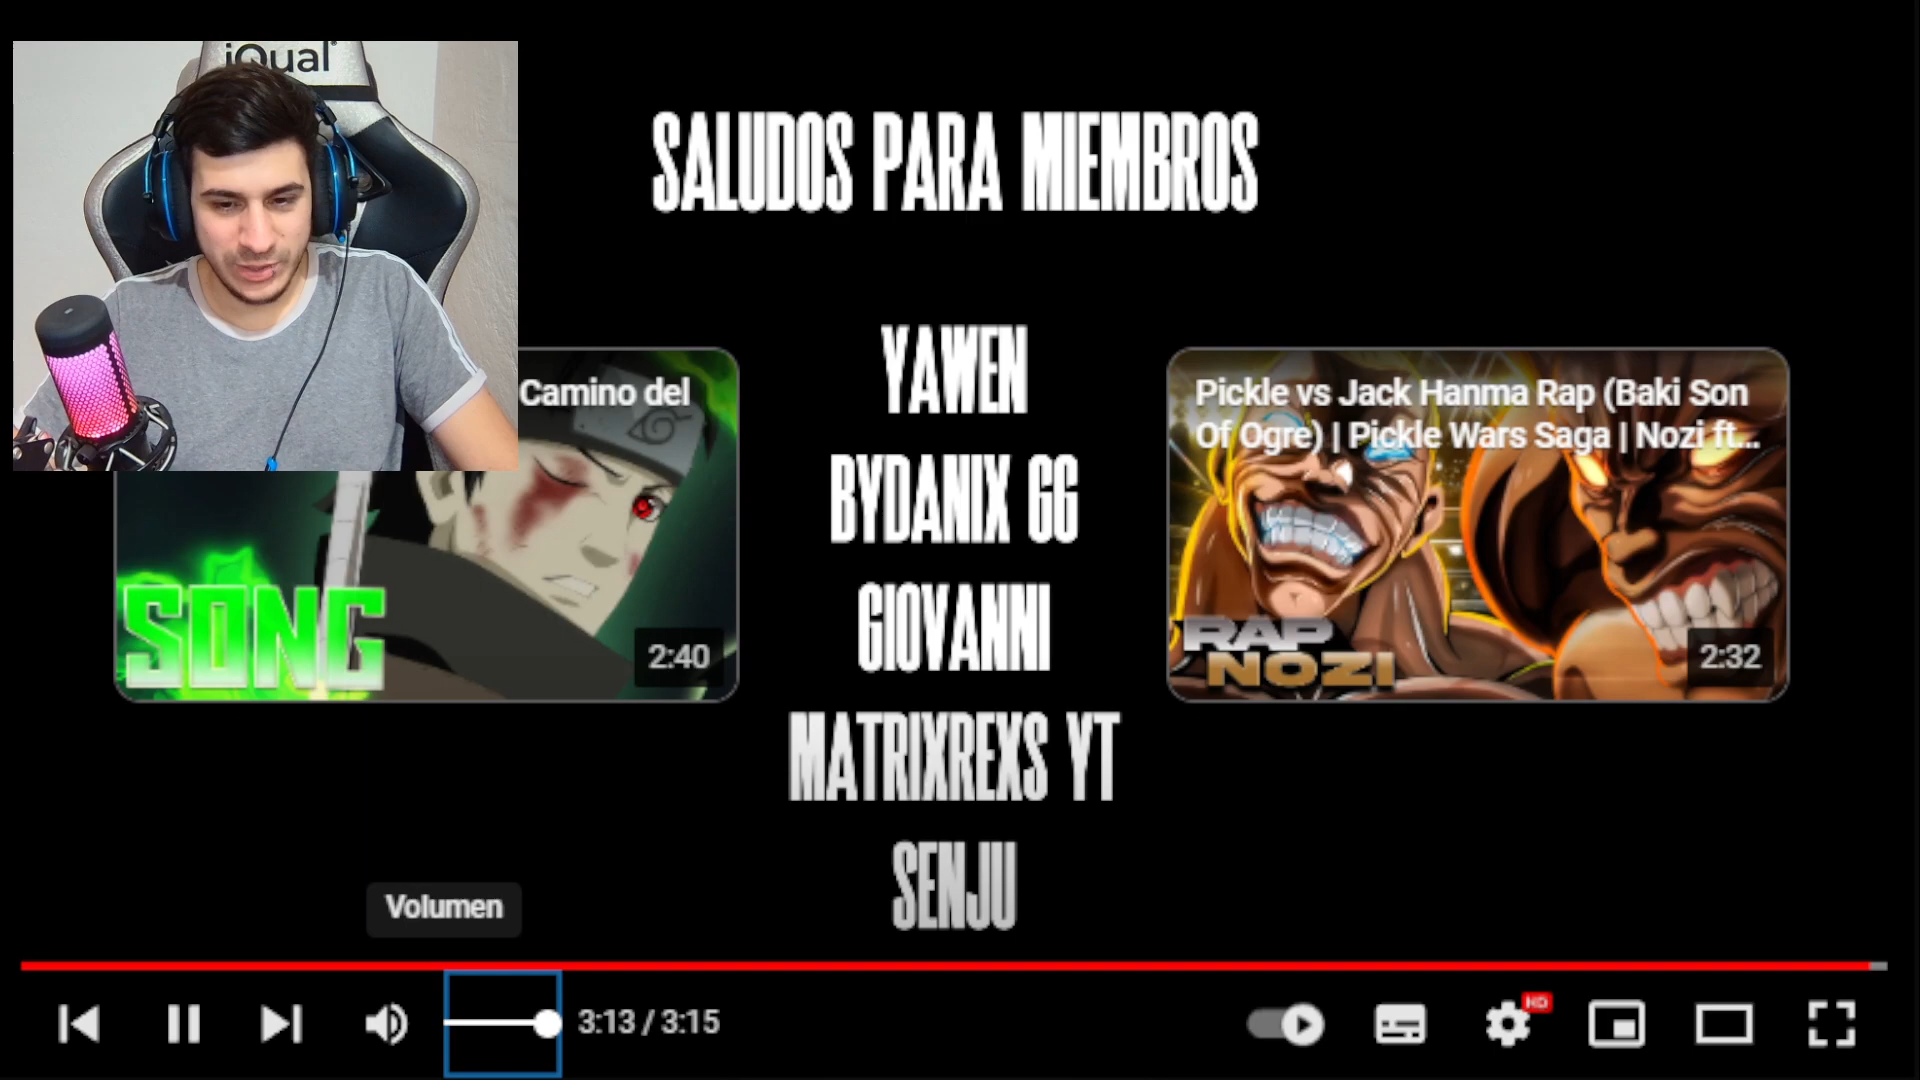 iQual
SALUDOS PARA MIEMBROS
YAWEN
BYDANIX GG
GIOVANNI
MATRIXREXS YT
SENJU
Camino del
SONG
2:40
Pickle vs Jack Hanma Rap (Baki Son
Of Ogre) | Pickle Wars Saga | Nozi ft...
RAP
NOZI
2:32
Volumen
3:13 / 3:15
HD